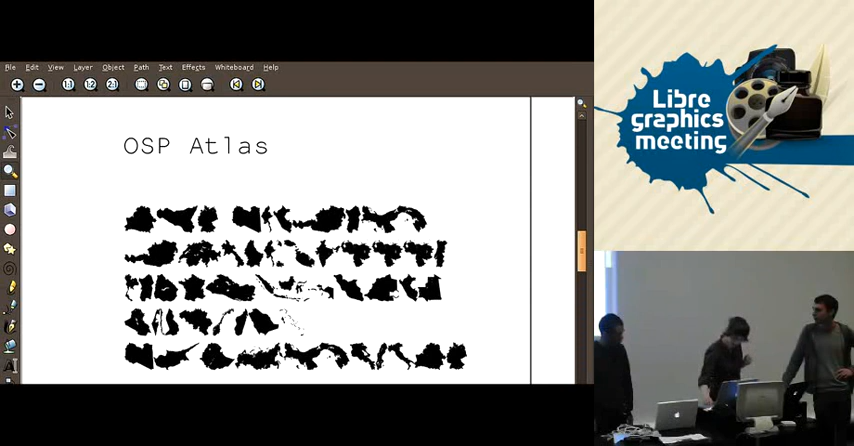 File Edit View Layer Object Path Text Effects Whiteboard Help
OSP Atlas
Libre
graphics
meeting